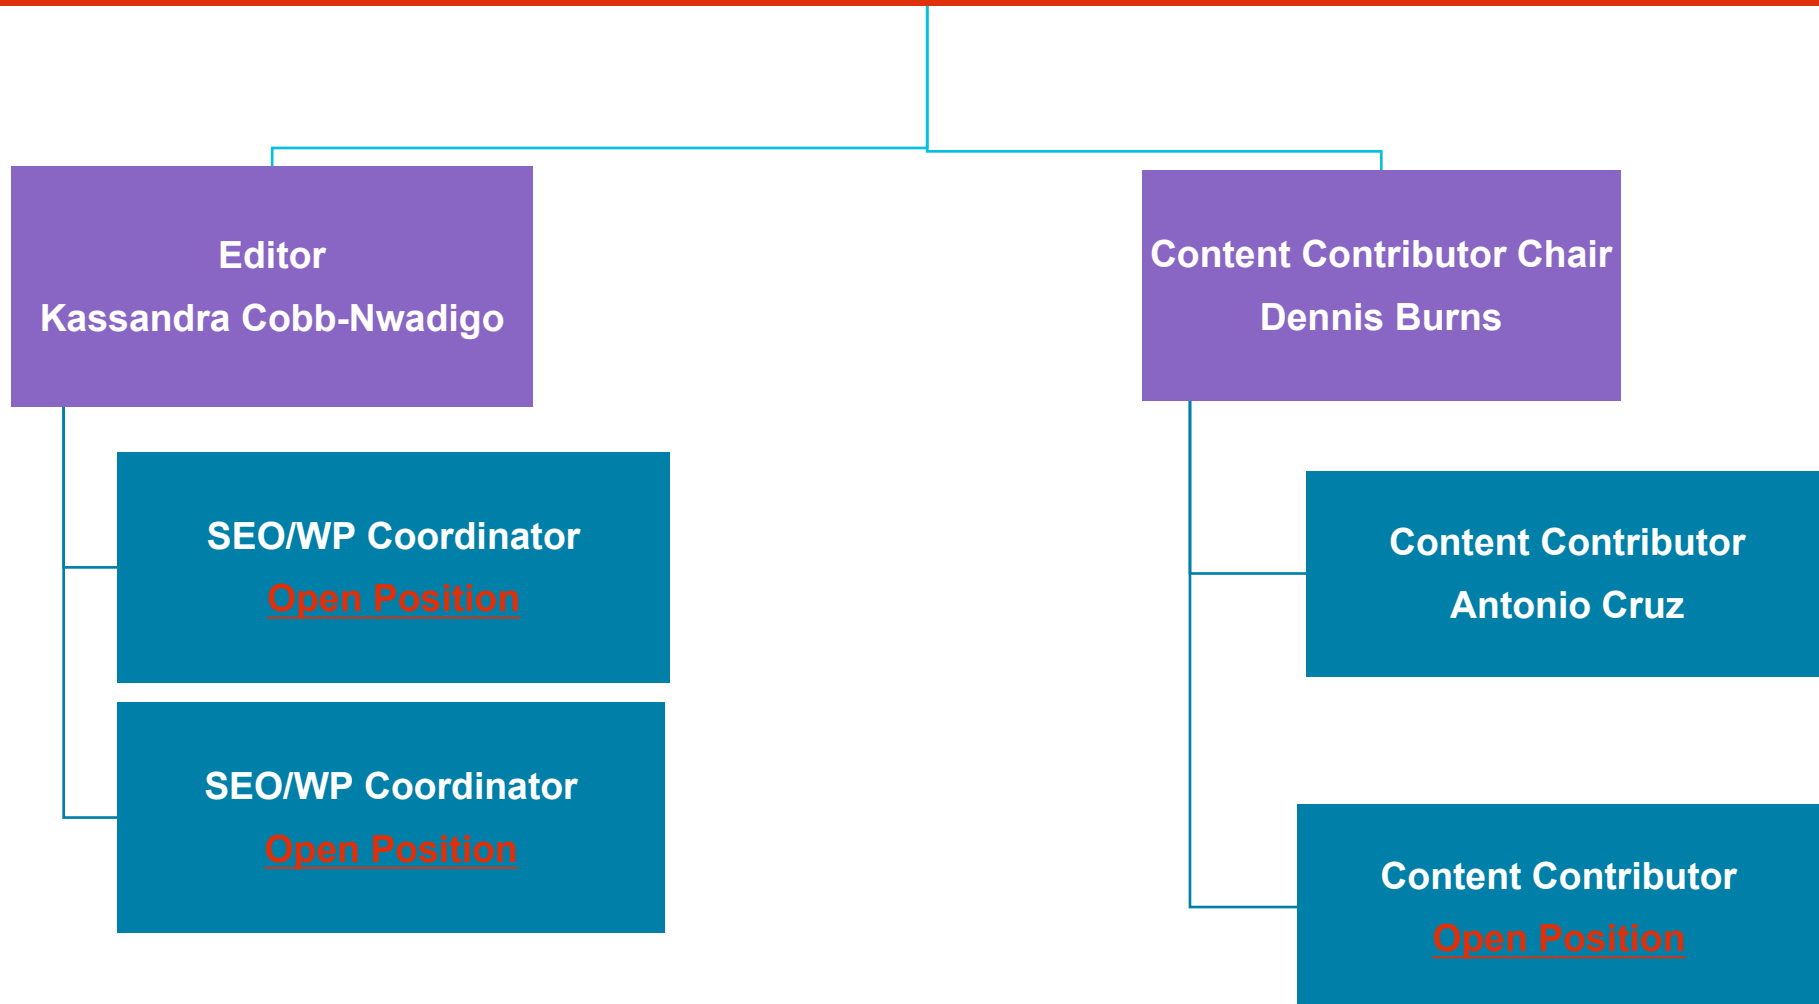 Editor
Kassandra Cobb-Nwadigo
SEO/WP Coordinator
Open Position
SEO/WP Coordinator
Open Position
Content Contributor Chair
Dennis Burns
Content Contributor
Antonio Cruz
Content Contributor
Open Position